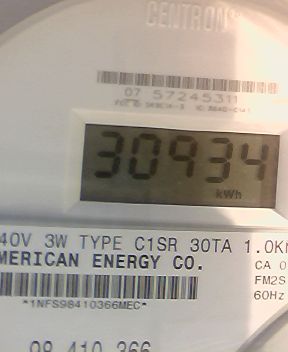 CENTRON
07 57245311
30934
kWh
40V 3W TYPE C1SR 30TA 1.0K
MERICAN ENERGY CO.
CA 0
FM2S
60Hz
*1NFS98410366MEC*
98 410 366